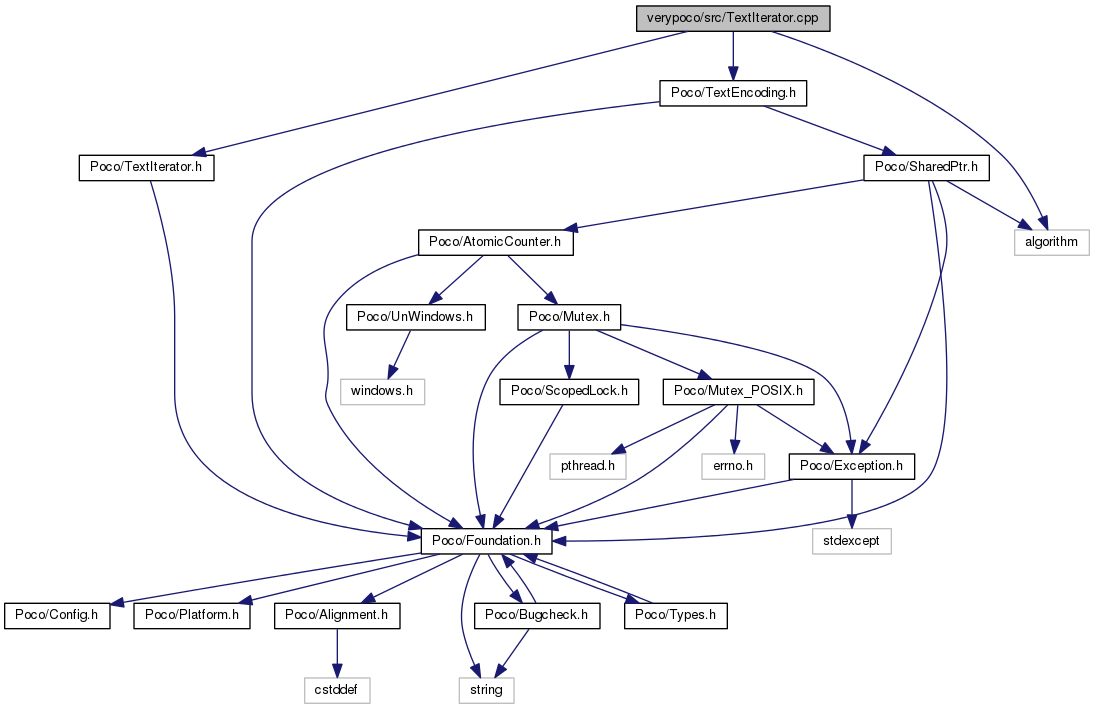 verypoco/src/TextIterator.cpp
Poco/TextEncoding.h
Poco/TextIterator.h
Poco/SharedPtr.h
Poco/AtomicCounter.h
algorithm
Poco/UnWindows.h
Poco/Mutex.h
windows.h
Poco/ScopedLock.h
Poco/Mutex_POSIX.h
pthread.h
errno.h
Poco/Exception.h
Poco/Foundation.h
stdexcept
Poco/Config.h
Poco/Platform.h
Poco/Alignment.h
Poco/Bugcheck.h
Poco/Types.h
cstddef
string